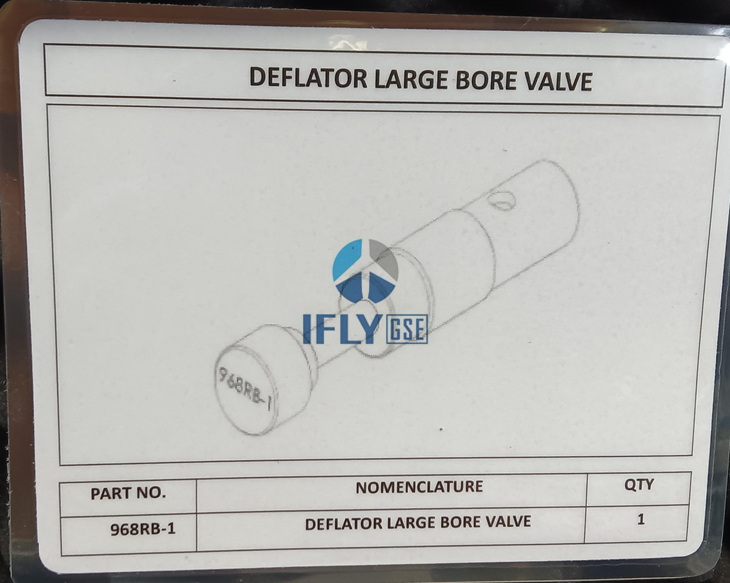 DEFLATOR LARGE BORE VALVE
IFLY GSE
968RB-1
PART NO. NOMENCLATURE QTY
968RB-1 DEFLATOR LARGE BORE VALVE 1